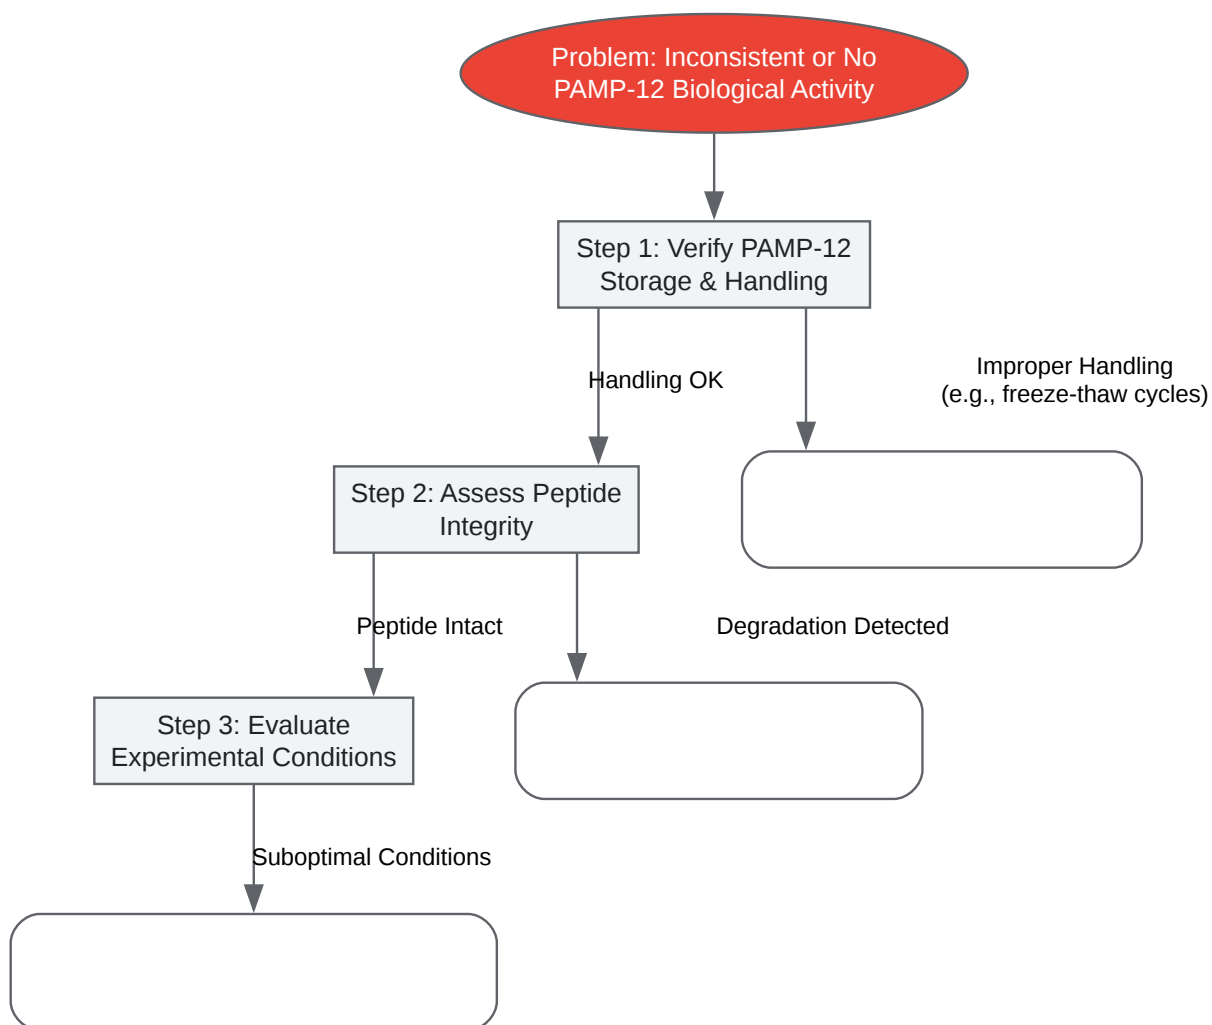 Problem: Inconsistent or No
PAMP-12 Biological Activity
Step 1: Verify PAMP-12
Storage & Handling
Handling OK
Improper Handling
(e.g., freeze-thaw cycles)
Step 2: Assess Peptide
Integrity
Peptide Intact
Degradation Detected
Step 3: Evaluate
Experimental Conditions
Suboptimal Conditions